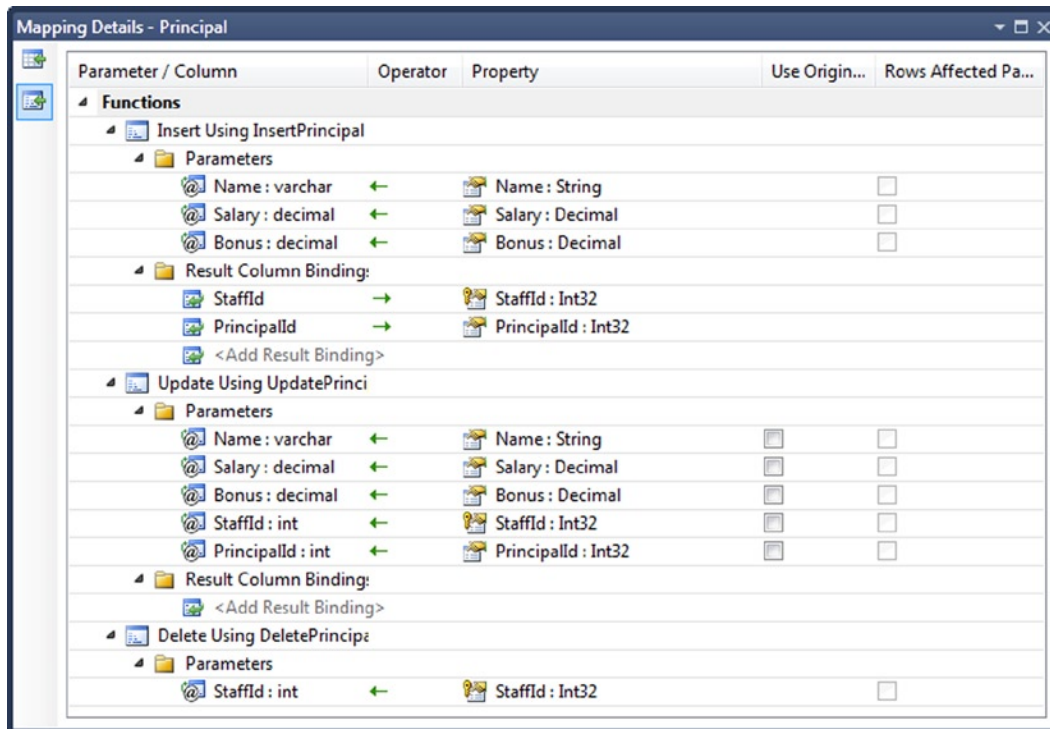 Mapping Details - Principal
Parameter / Column Operator Property Use Origin... Rows Affected Pa...
Functions
Insert Using InsertPrincipal
Parameters
Name : varchar ← Name : String
Salary : decimal ← Salary : Decimal
Bonus : decimal ← Bonus : Decimal
Result Column Bindings
StaffId → StaffId : Int32
PrincipalId → PrincipalId : Int32
<Add Result Binding>
Update Using UpdatePrinci
Parameters
Name : varchar ← Name : String
Salary : decimal ← Salary : Decimal
Bonus : decimal ← Bonus : Decimal
StaffId : int ← StaffId : Int32
PrincipalId : int ← PrincipalId : Int32
Result Column Bindings
<Add Result Binding>
Delete Using DeletePrincipa
Parameters
StaffId : int ← StaffId : Int32